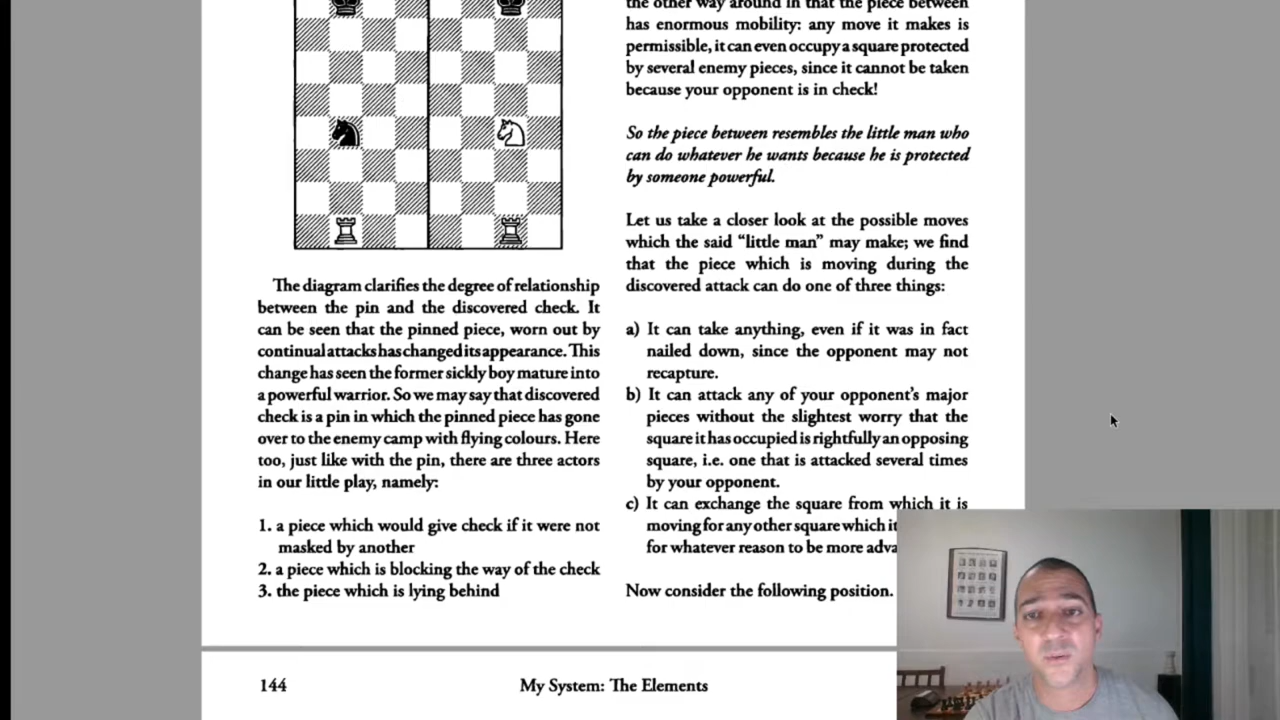 The diagram clarifies the degree of relationship
between the pin and the discovered check. It
can be seen that the pinned piece, worn out by
continual attacks has changed its appearance. This
change has seen the former sickly boy mature into
a powerful warrior. So we may say that discovered
check is a pin in which the pinned piece has gone
over to the enemy camp with flying colours. Here
too, just like with the pin, there are three actors
in our little play, namely:
1. a piece which would give check if it were not
masked by another
2. a piece which is blocking the way of the check
3. the piece which is lying behind
the other way around in that the piece between
has enormous mobility: any move it makes is
permissible, it can even occupy a square protected
by several enemy pieces, since it cannot be taken
because your opponent is in check!
So the piece between resembles the little man who
can do whatever he wants because he is protected
by someone powerful.
Let us take a closer look at the possible moves
which the said “little man” may make; we find
that the piece which is moving during the
discovered attack can do one of three things:
a) It can take anything, even if it was in fact
nailed down, since the opponent may not
recapture.
b) It can attack any of your opponent’s major
pieces without the slightest worry that the
square it has occupied is rightfully an opposing
square, i.e. one that is attacked several times
by your opponent.
c) It can exchange the square from which it is
moving for any other square which it
for whatever reason to be more
Now consider the following position.
144 My System: The Elements